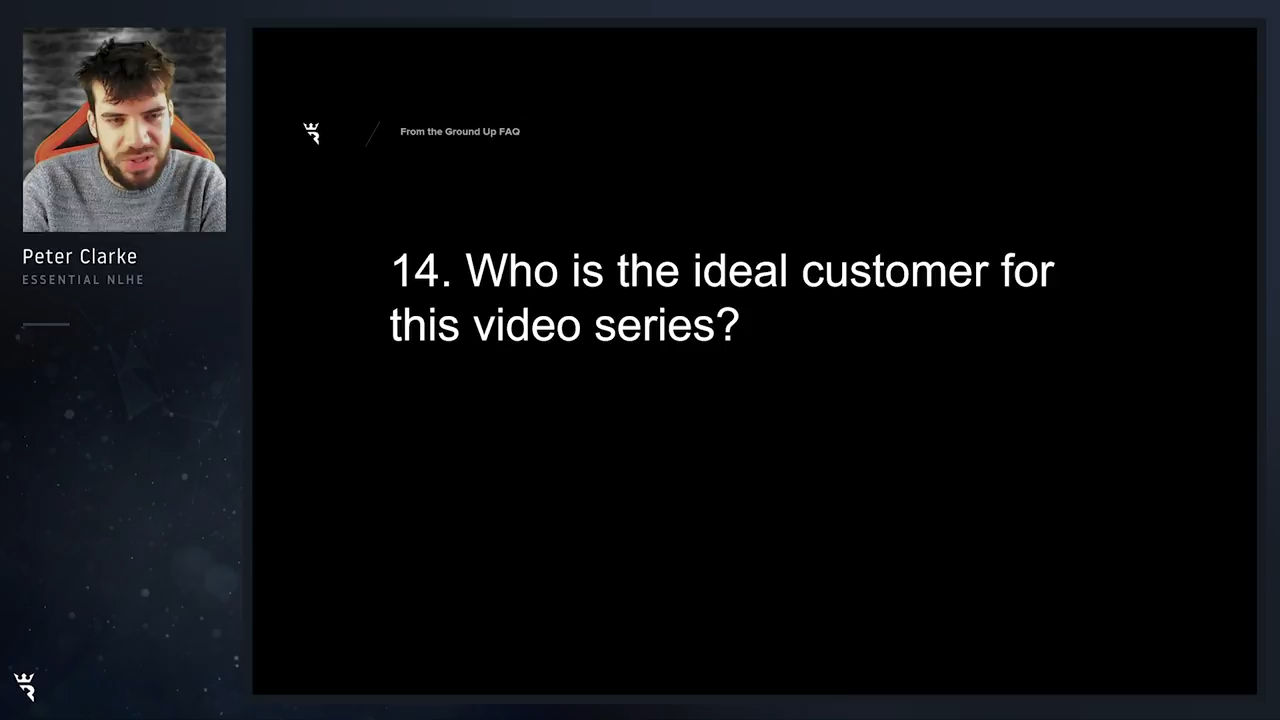 Peter Clarke
ESSENTIAL NLHE
From the Ground Up FAQ
14. Who is the ideal customer for
this video series?